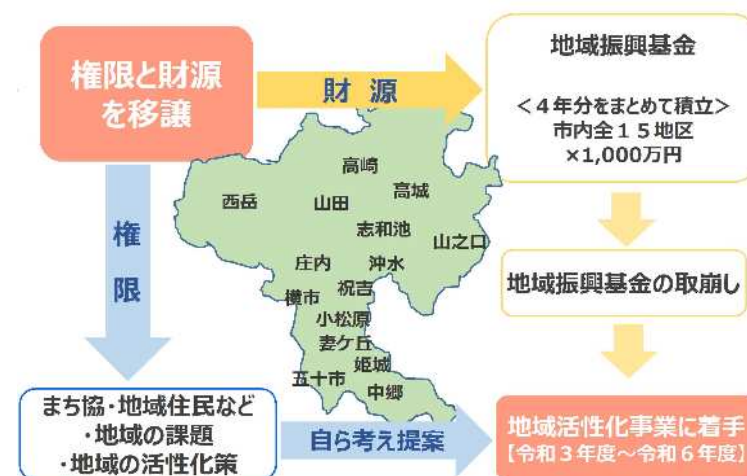 権限と財源
を移譲
財源
地域振興基金
＜４年分をまとめて積立＞
市内全１５地区
×1,000万円
権限
高崎
西岳
山田
高城
志和池
山之口
庄内
沖水
横市
祝吉
小松原
妻ケ丘
姫城
五十市
中郷
地域振興基金の取崩し
まち協・地域住民など
・地域の課題
・地域の活性化策
自ら考え提案
地域活性化事業に着手
【令和３年度～令和６年度】